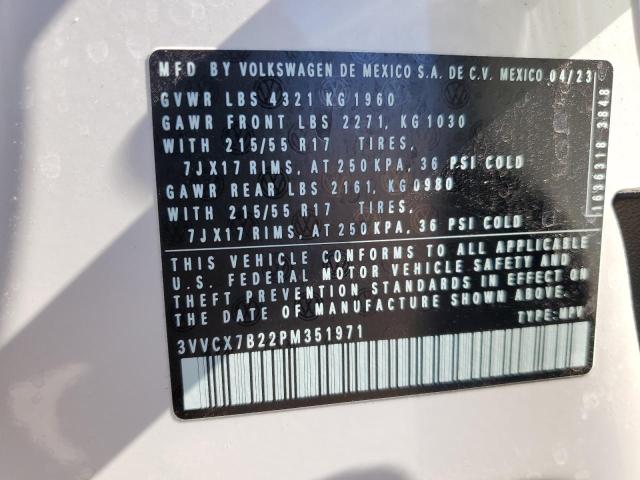 MFD BY VOLKSWAGEN DE MEXICO S.A. DE C.V. MEXICO 04/23
GVWR LBS 4321 KG 1960
GAWR FRONT LBS 2271, KG 1030
WITH 215/55 R17 TIRES,
7JX17 RIMS, AT 250 KPA, 36 PSI COLD
GAWR REAR LBS 2161, KG 0980
WITH 215/55 R17 TIRES,
7JX17 RIMS, AT 250 KPA, 36 PSI COLD
THIS VEHICLE CONFORMS TO ALL APPLICABLE
U.S. FEDERAL MOTOR VEHICLE SAFETY AND
THEFT PREVENTION STANDARDS IN EFFECT ON
THE DATE OF MANUFACTURE SHOWN ABOVE.
TYPE: MPV
3VVCX7B22PM351971
1636318 3848